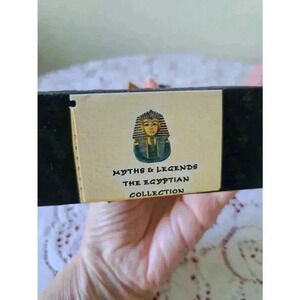 MYTHS & LEGENDS
THE EGYPTIAN
COLLECTION